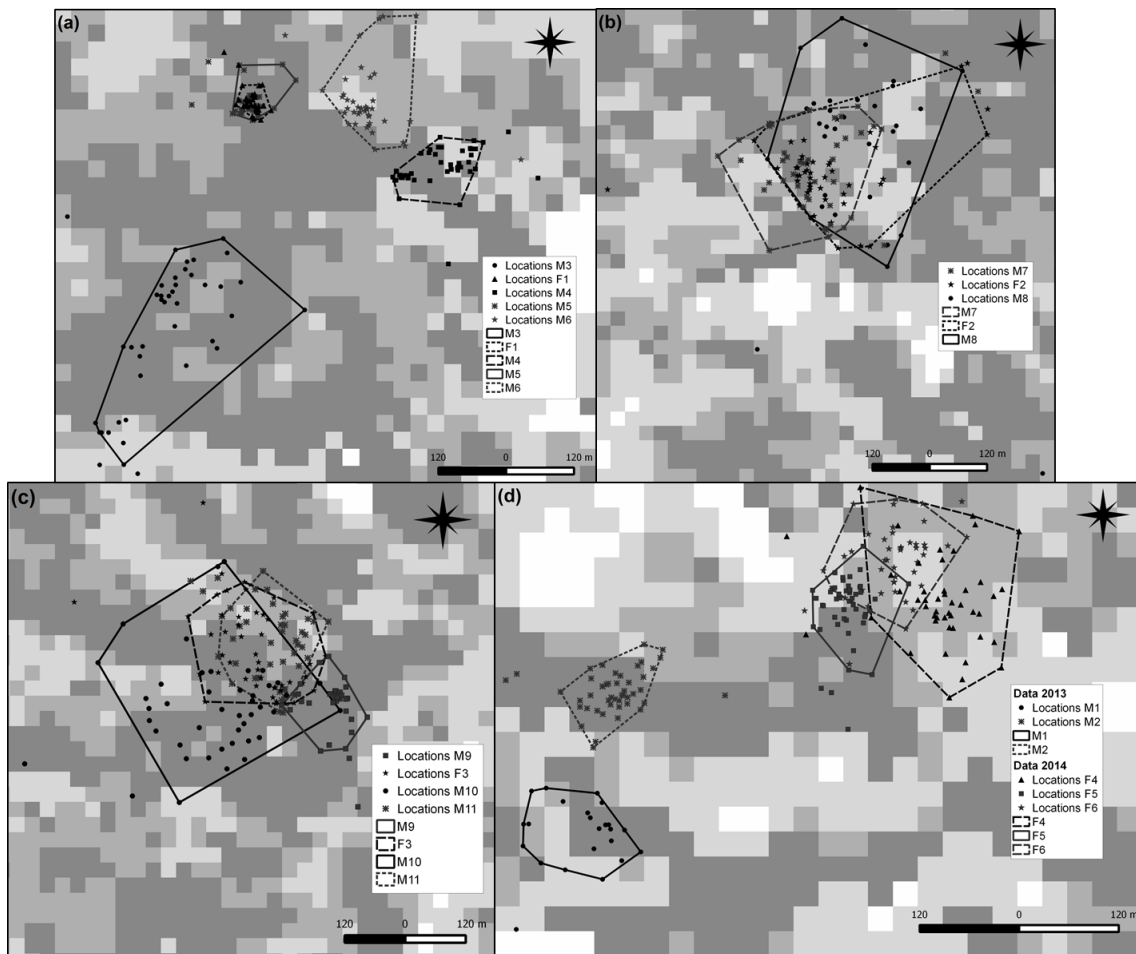 (a)
Locations M3
Locations F1
Locations M4
Locations M5
Locations M6
M3
F1
M4
M5
M6
120 0 120 m
(b)
Locations M7
Locations F2
Locations M8
M7
F2
M8
120 0 120 m
(c)
Locations M9
Locations F3
Locations M10
Locations M11
M9
F3
M10
M11
120 0 120 m
(d)
Data 2013
Locations M1
Locations M2
M1
M2
Data 2014
Locations F4
Locations F5
Locations F6
F4
F5
F6
120 0 120 m